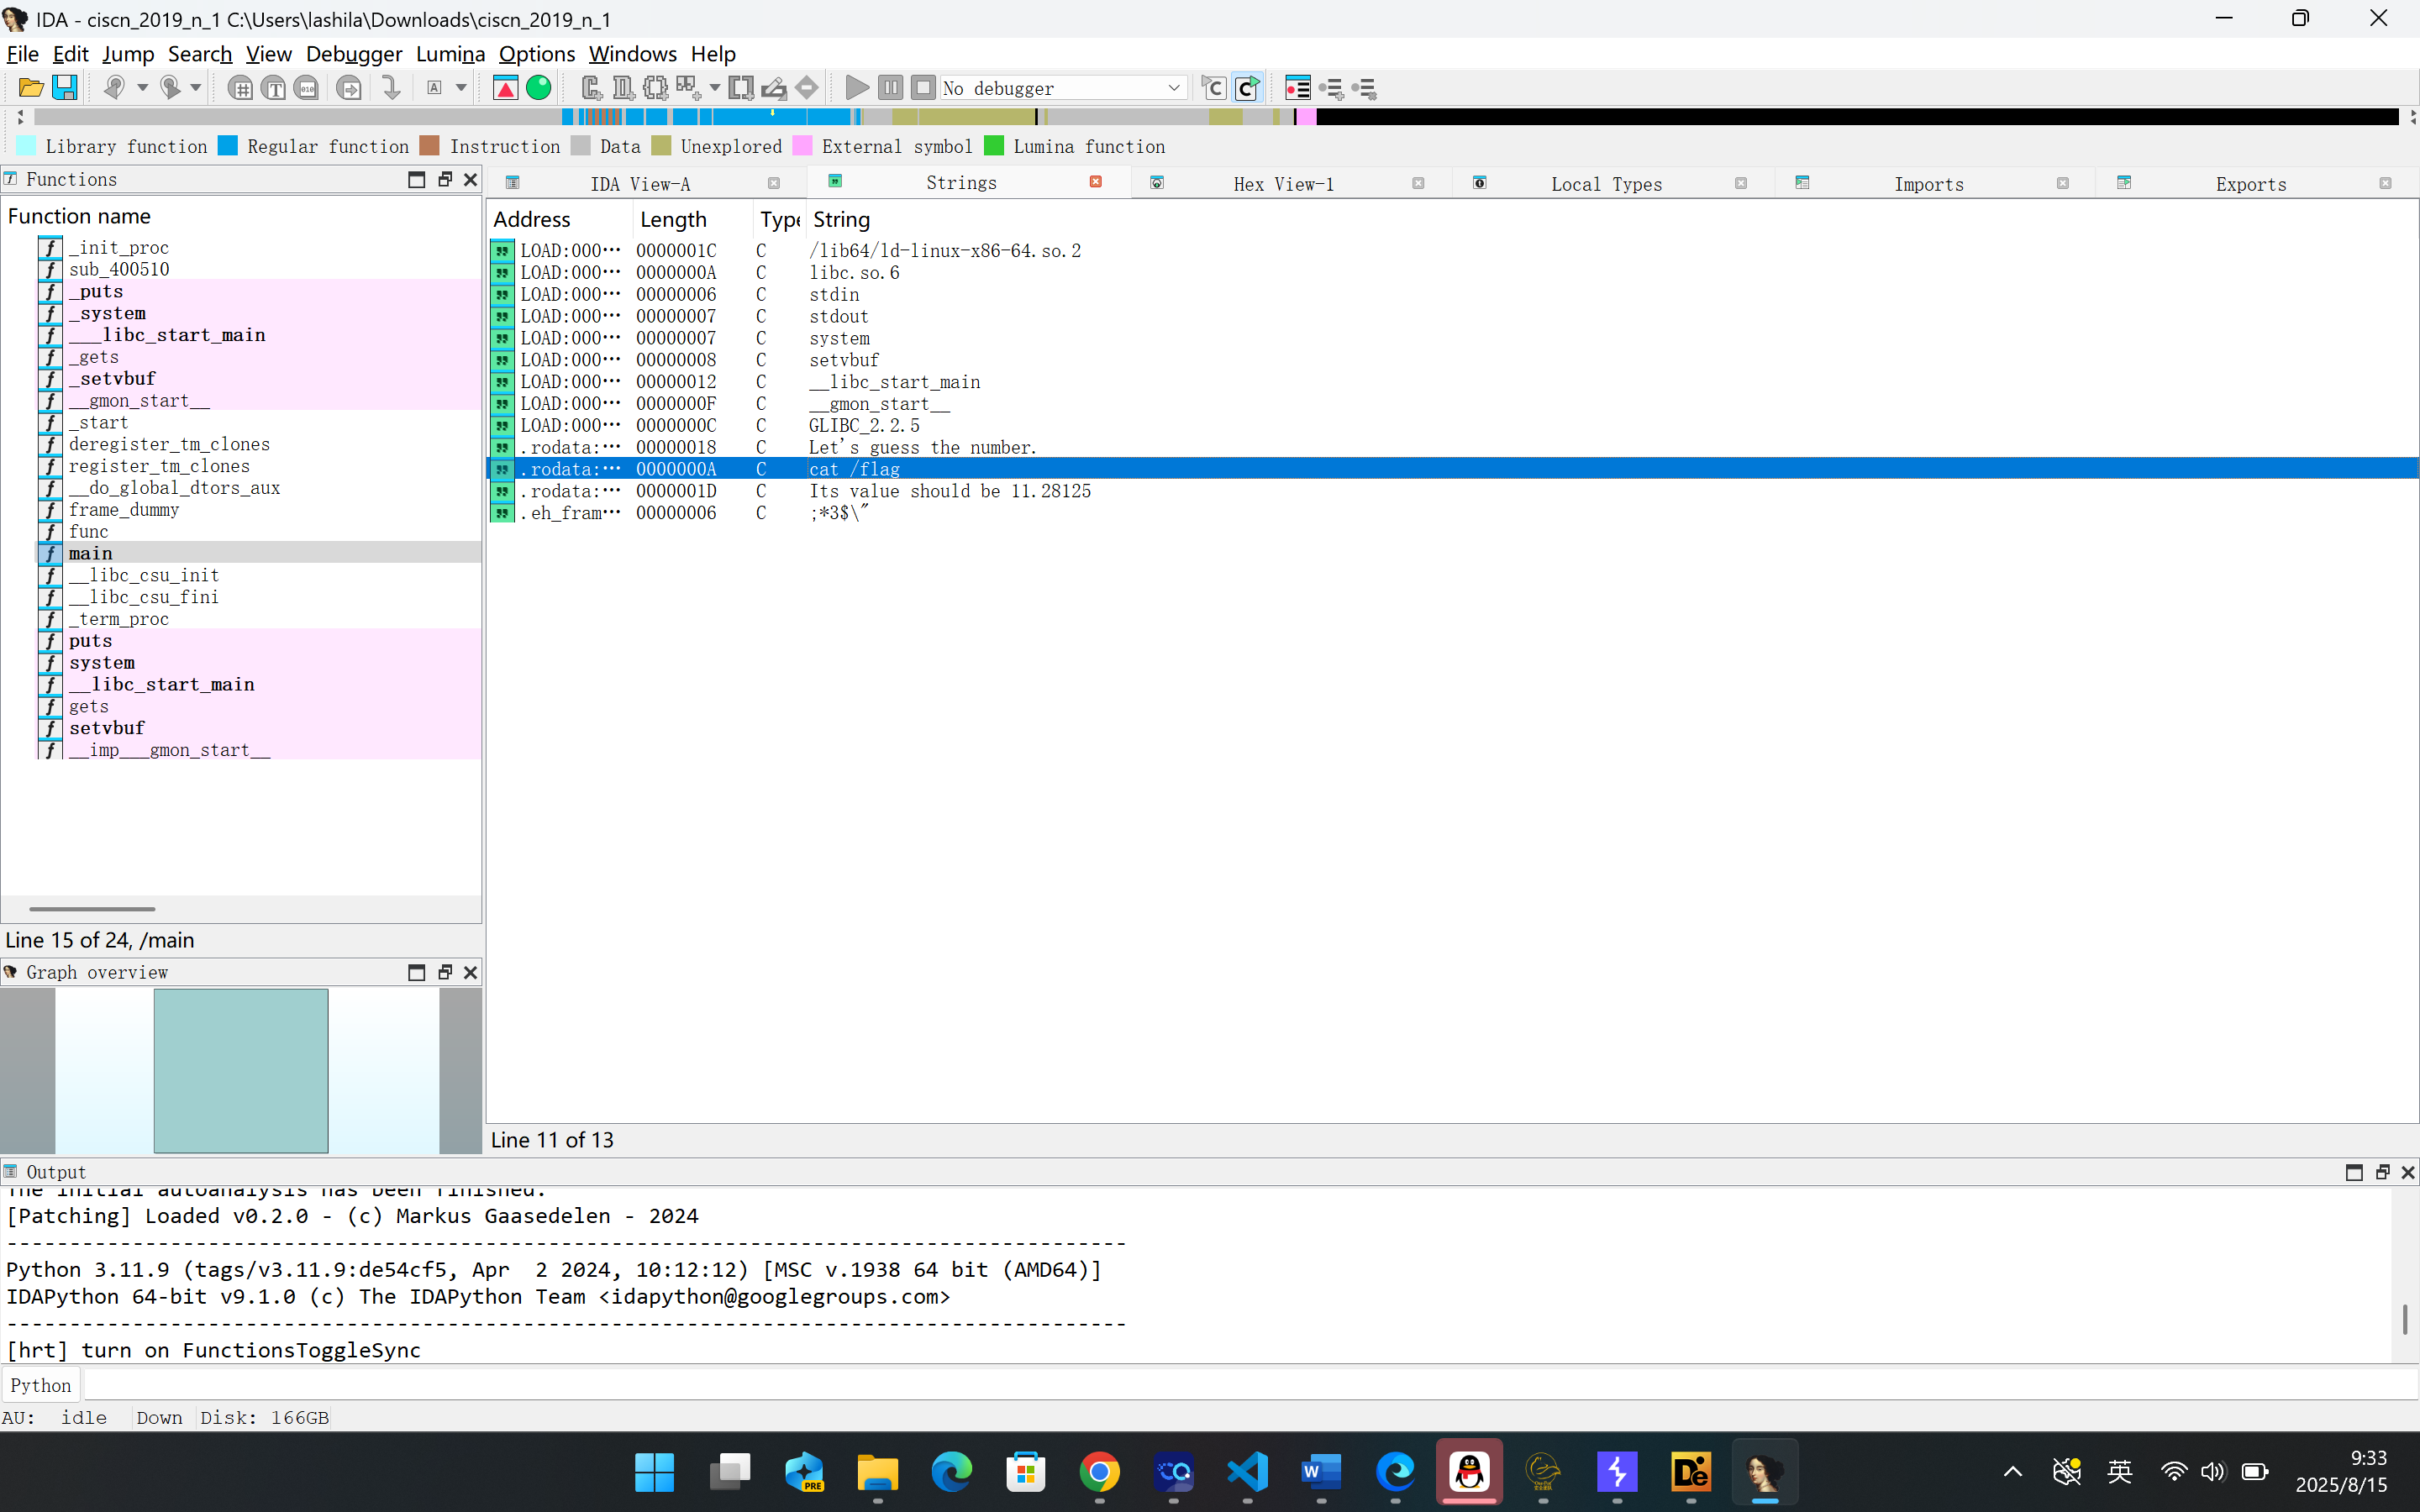 IDA - ciscn_2019_n_1 C:\Users\lashila\Downloads\ciscn_2019_n_1
File Edit Jump Search View Debugger Lumina Options Windows Help
No debugger
Library function Regular function Instruction Data Unexplored External symbol Lumina function
Functions
Function name
_init_proc
sub_400510
_puts
_system
___libc_start_main
_gets
_setvbuf
__gmon_start__
_start
deregister_tm_clones
register_tm_clones
__do_global_dtors_aux
frame_dummy
func
main
__libc_csu_init
__libc_csu_fini
_term_proc
puts
system
__libc_start_main
gets
setvbuf
__imp___gmon_start__
Line 15 of 24, /main
Graph overview
IDA View-A Strings Hex View-1 Local Types Imports Exports
Address Length Type String
LOAD:000··· 0000001C C /lib64/ld-linux-x86-64.so.2
LOAD:000··· 0000000A C libc.so.6
LOAD:000··· 00000006 C stdin
LOAD:000··· 00000007 C stdout
LOAD:000··· 00000007 C system
LOAD:000··· 00000008 C setvbuf
LOAD:000··· 00000012 C __libc_start_main
LOAD:000··· 0000000F C __gmon_start__
LOAD:000··· 0000000C C GLIBC_2.2.5
.rodata:··· 00000018 C Let's guess the number.
.rodata:··· 0000000A C cat /flag
.rodata:··· 0000001D C Its value should be 11.28125
.eh_fram··· 00000006 C ;*3$\"
Line 11 of 13
Output
The initial autoanalysis has been finished.
[Patching] Loaded v0.2.0 - (c) Markus Gaasedelen - 2024
-----------------------------------------------------------------------------------------
Python 3.11.9 (tags/v3.11.9:de54cf5, Apr  2 2024, 10:12:12) [MSC v.1938 64 bit (AMD64)]
IDAPython 64-bit v9.1.0 (c) The IDAPython Team <idapython@googlegroups.com>
-----------------------------------------------------------------------------------------
[hrt] turn on FunctionsToggleSync
Python
AU: idle Down Disk: 166GB
PRE
W
De
英
9:33
2025/8/15